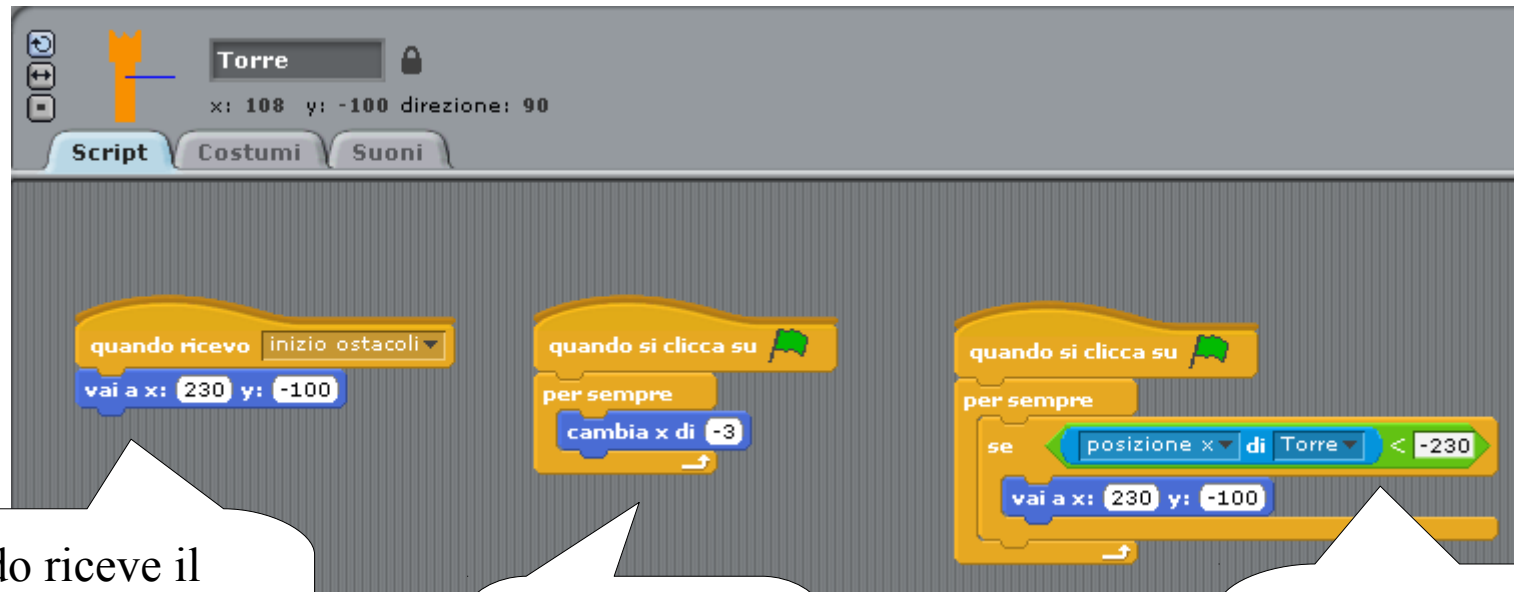 Torre
x: 108 y: -100 direzione: 90
Script Costumi Suoni
quando ricevo inizio ostacoli
vai a x: 230 y: -100
quando si clicca su
per sempre
cambia x di -3
quando si clicca su
per sempre
se posizione x di Torre < -230
vai a x: 230 y: -100
riceve il